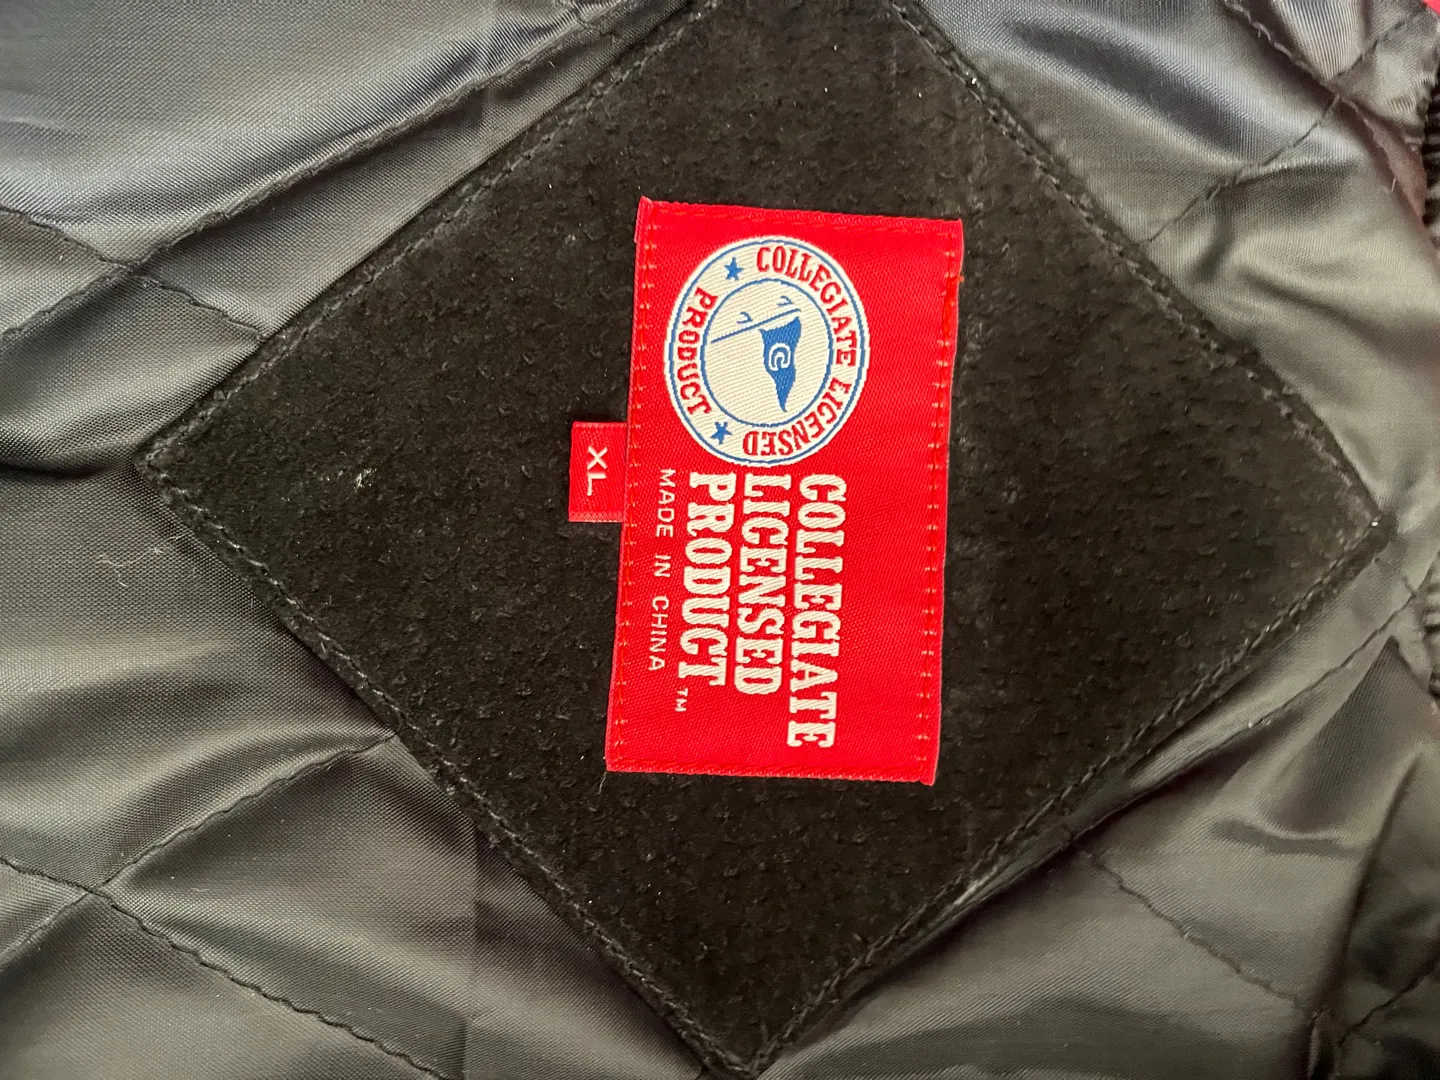 COLLEGIATE LICENSED
PRODUCT
C
COLLEGIATE
LICENSED
PRODUCT™
MADE IN CHINA
XL